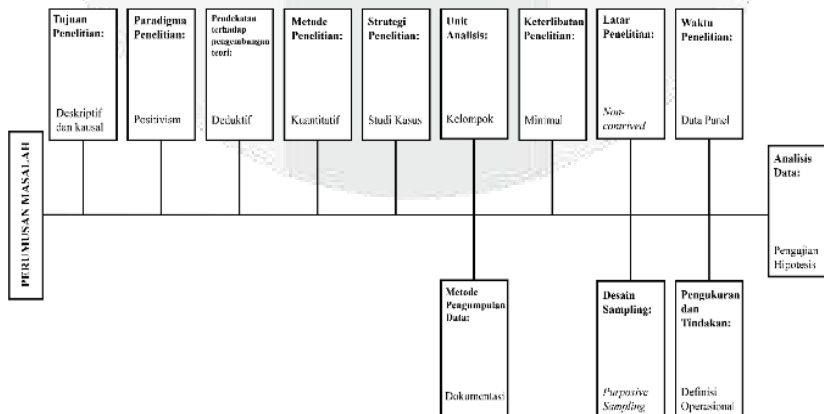 PERUMUSAN MASALAH
Tujuan
Penelitian:
Deskriptif
dan kausal
Paradigma
Penelitian:
Positivism
Pendekatan
terhadap
pengembangan
teori:
Deduktif
Metode
Penelitian:
Kuantitatif
Strategi
Penelitian:
Studi Kasus
Unit
Analisis:
Kelompok
Keterlibatan
Penelitian:
Minimal
Latar
Penelitian:
Non-
contrived
Waktu
Penelitian:
Data Panel
Analisis
Data:
Pengujian
Hipotesis
Metode
Pengumpulan
Data:
Dokumentasi
Desain
Sampling:
Purposive
Sampling
Pengukuran
dan
Tindakan:
Definisi
Operasional